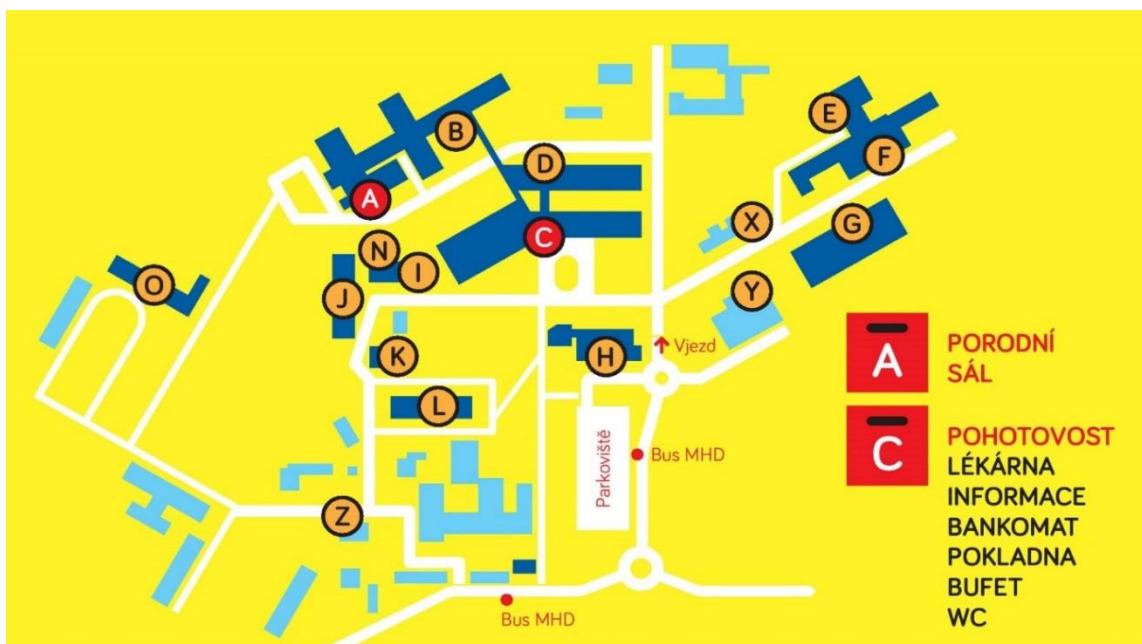 B
E
D
F
A
X
G
C
N
I
O
J
Y
Vjezd
K
H
L
Parkoviště
Bus MHD
Z
Bus MHD
A
PORODNÍ
SÁL
C
POHOTOVOST
LÉKÁRNA
INFORMACE
BANKOMAT
POKLADNA
BUFET
WC